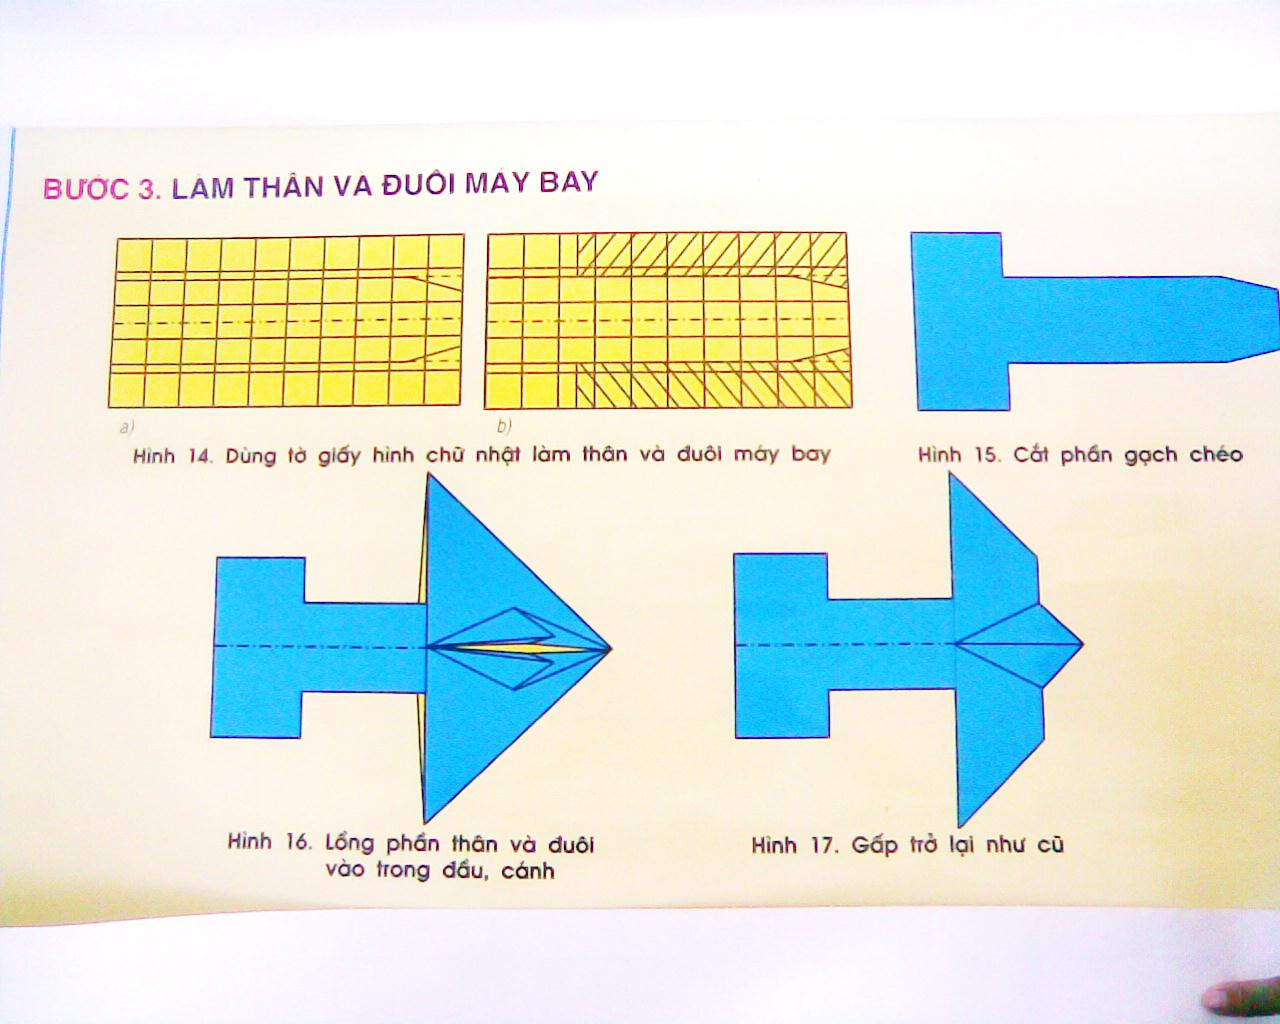 BƯỚC 3. LÀM THÂN VÀ ĐUÔI MÁY BAY
a)
b)
Hình 14. Dùng tờ giấy hình chữ nhật làm thân và đuôi máy bay
Hình 15. Cắt phần gạch chéo
Hình 16. Lồng phần thân và đuôi
vào trong đầu, cánh
Hình 17. Gấp trở lại như cũ